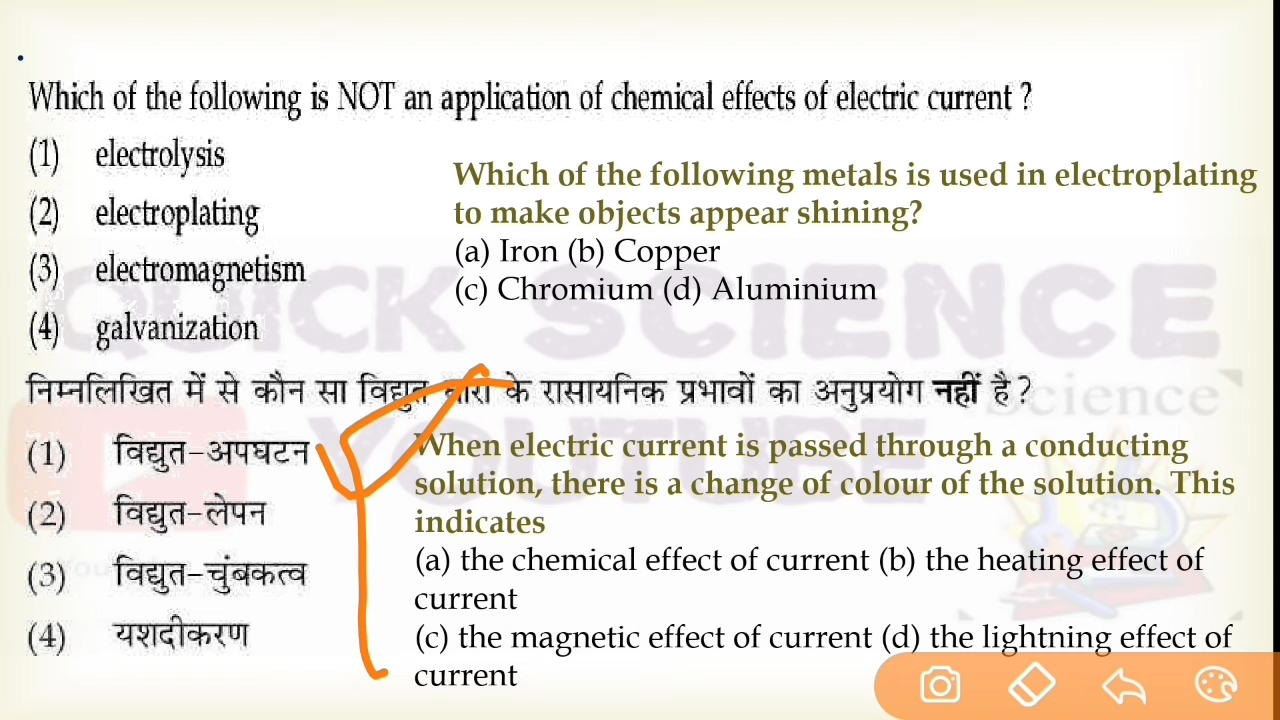 Which of the following is NOT an application of chemical effects of electric current ?
(1) electrolysis
(2) electroplating
(3) electromagnetism
(4) galvanization
Which of the following metals is used in electroplating
to make objects appear shining?
(a) Iron (b) Copper
(c) Chromium (d) Aluminium
निम्नलिखित में से कौन सा विद्युत धारा के रासायनिक प्रभावों का अनुप्रयोग नहीं है ?
(1) विद्युत-अपघटन
(2) विद्युत-लेपन
(3) विद्युत-चुंबकत्व
(4) यशदीकरण
When electric current is passed through a conducting
solution, there is a change of colour of the solution. This
indicates
(a) the chemical effect of current (b) the heating effect of
current
(c) the magnetic effect of current (d) the lightning effect of
current
QUICK SCIENCE
YOUTUBE
Science